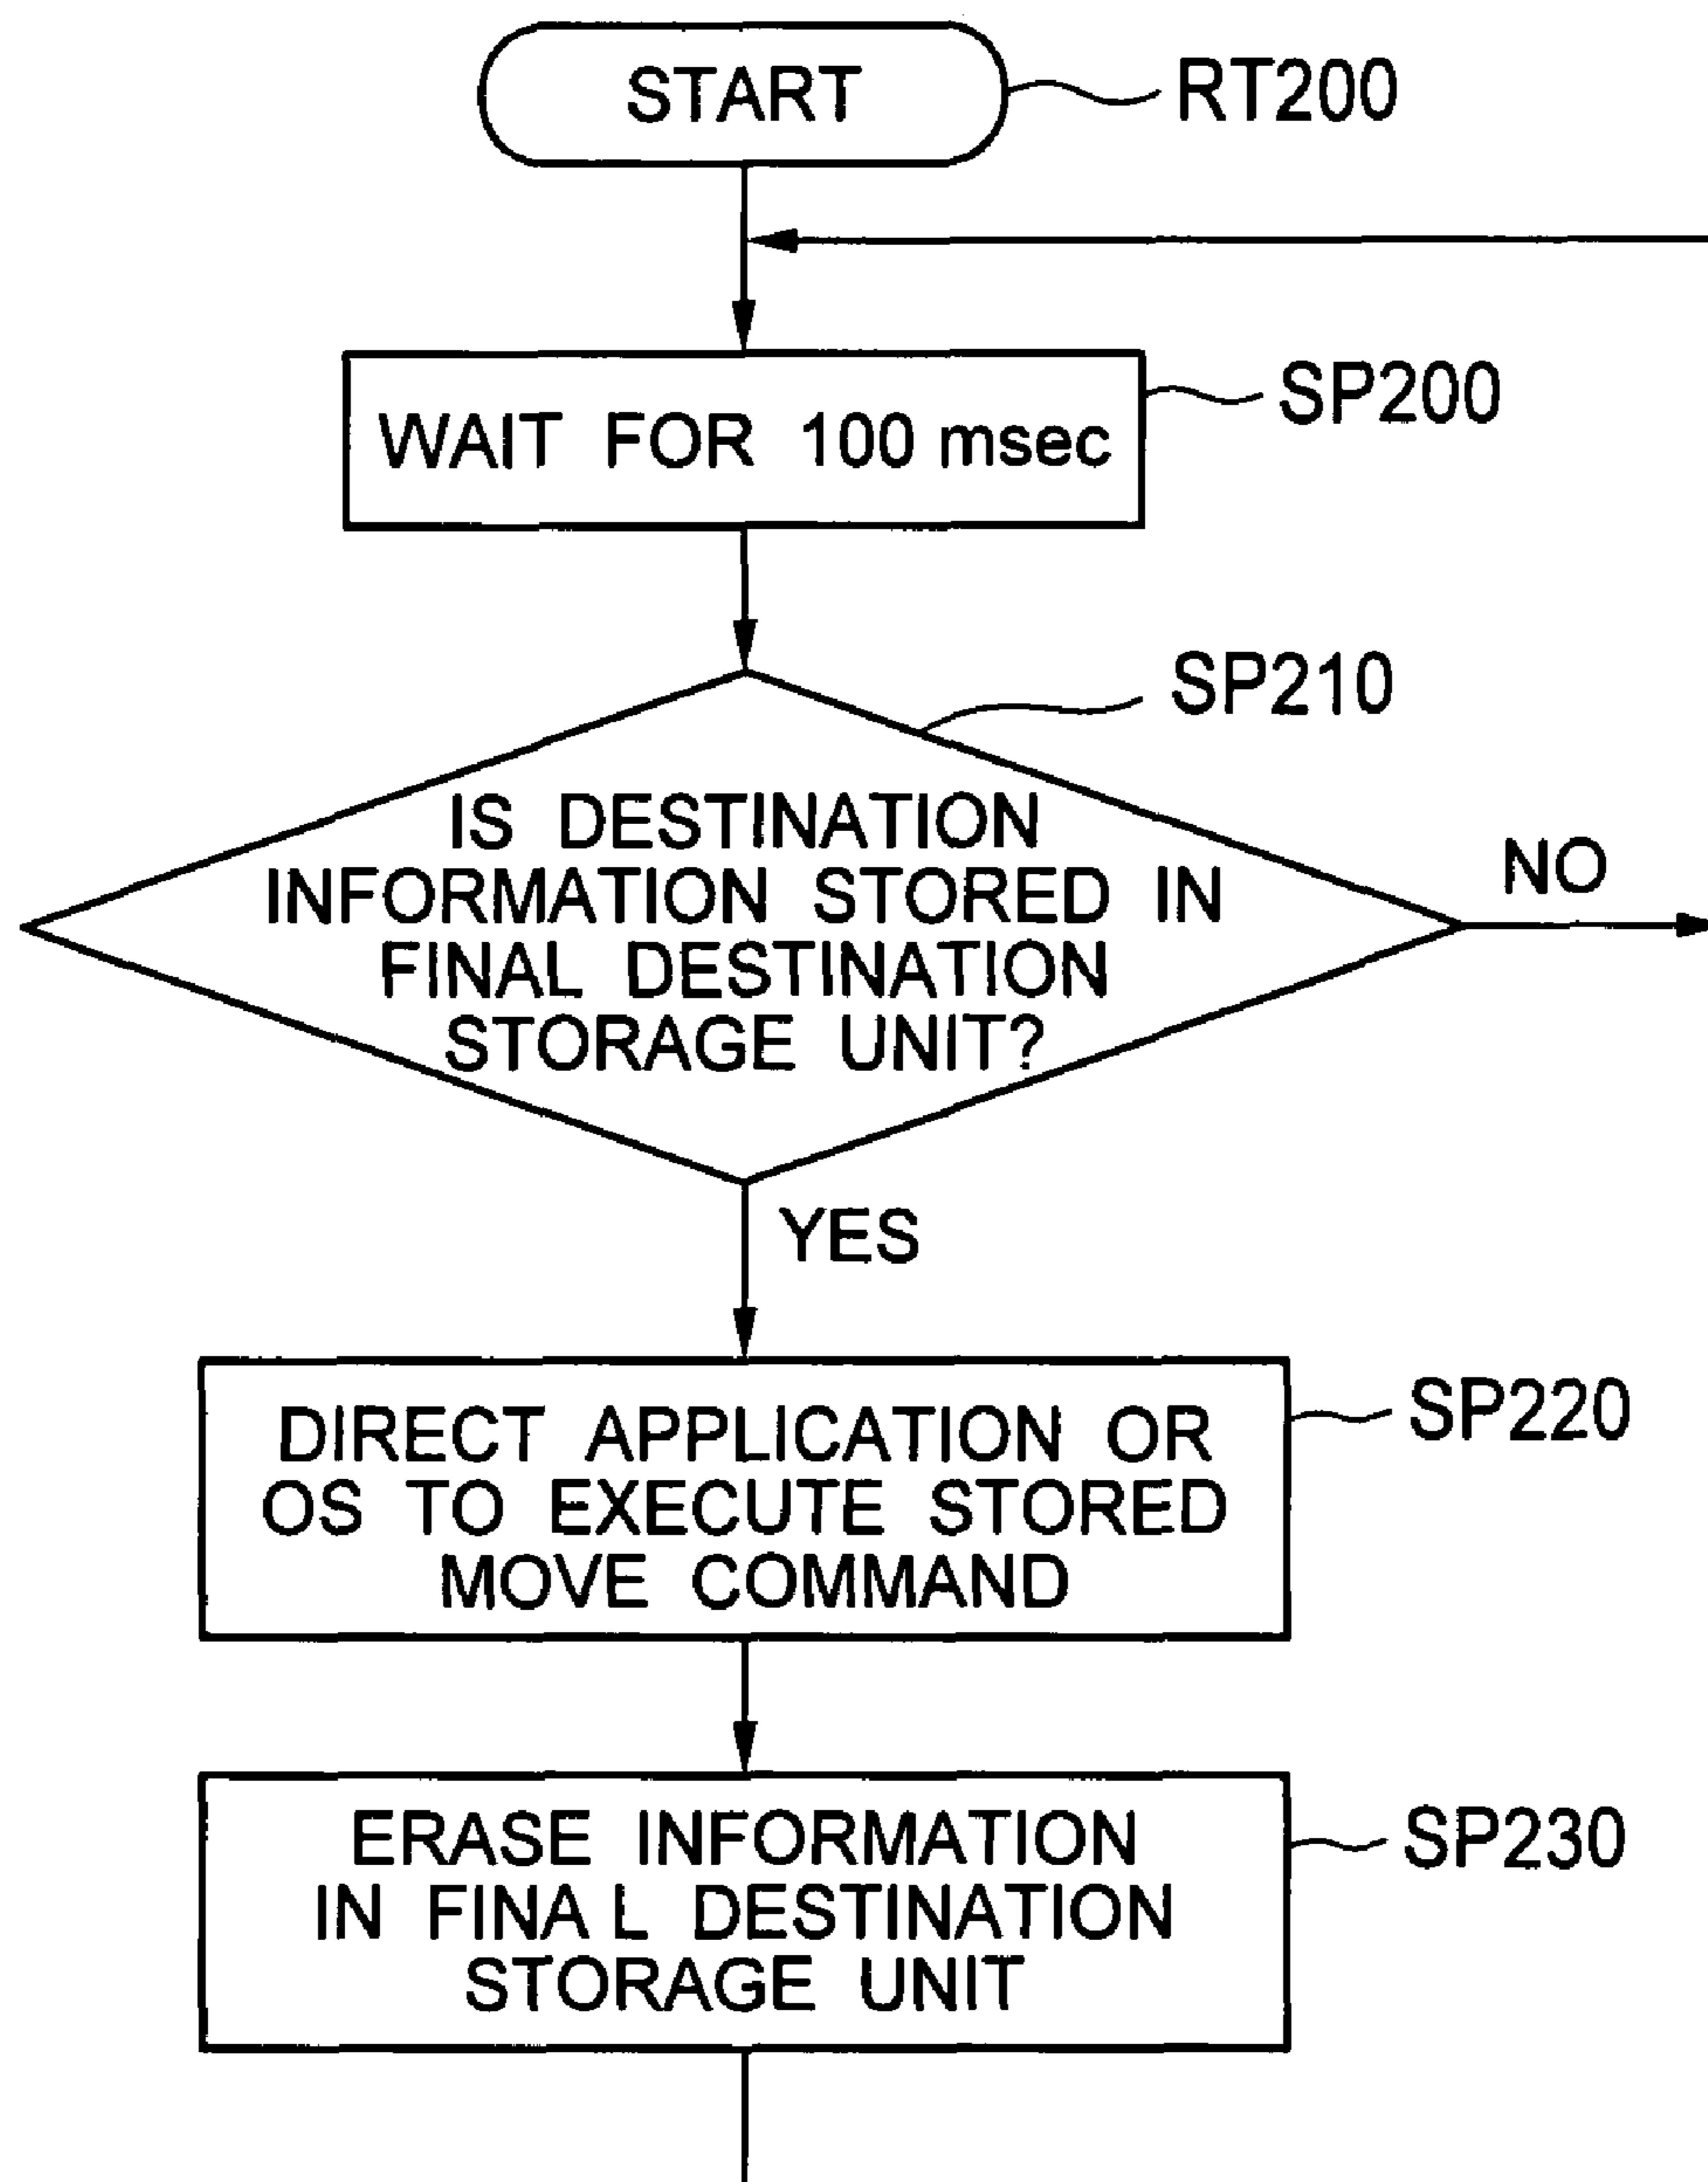 START
RT200
WAIT FOR 100 msec
SP200
SP210
IS DESTINATION
INFORMATION STORED IN
FINAL DESTINATION
STORAGE UNIT?
NO
YES
DIRECT APPLICATION OR
OS TO EXECUTE STORED
MOVE COMMAND
SP220
ERASE INFORMATION
IN FINAL DESTINATION
STORAGE UNIT
SP230